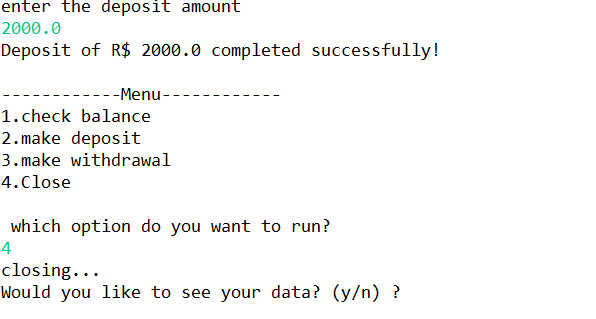 enter the deposit amount
2000.0
Deposit of R$ 2000.0 completed successfully!
------------Menu------------
1.check balance
2.make deposit
3.make withdrawal
4.Close
which option do you want to run?
4
closing...
Would you like to see your data? (y/n) ?